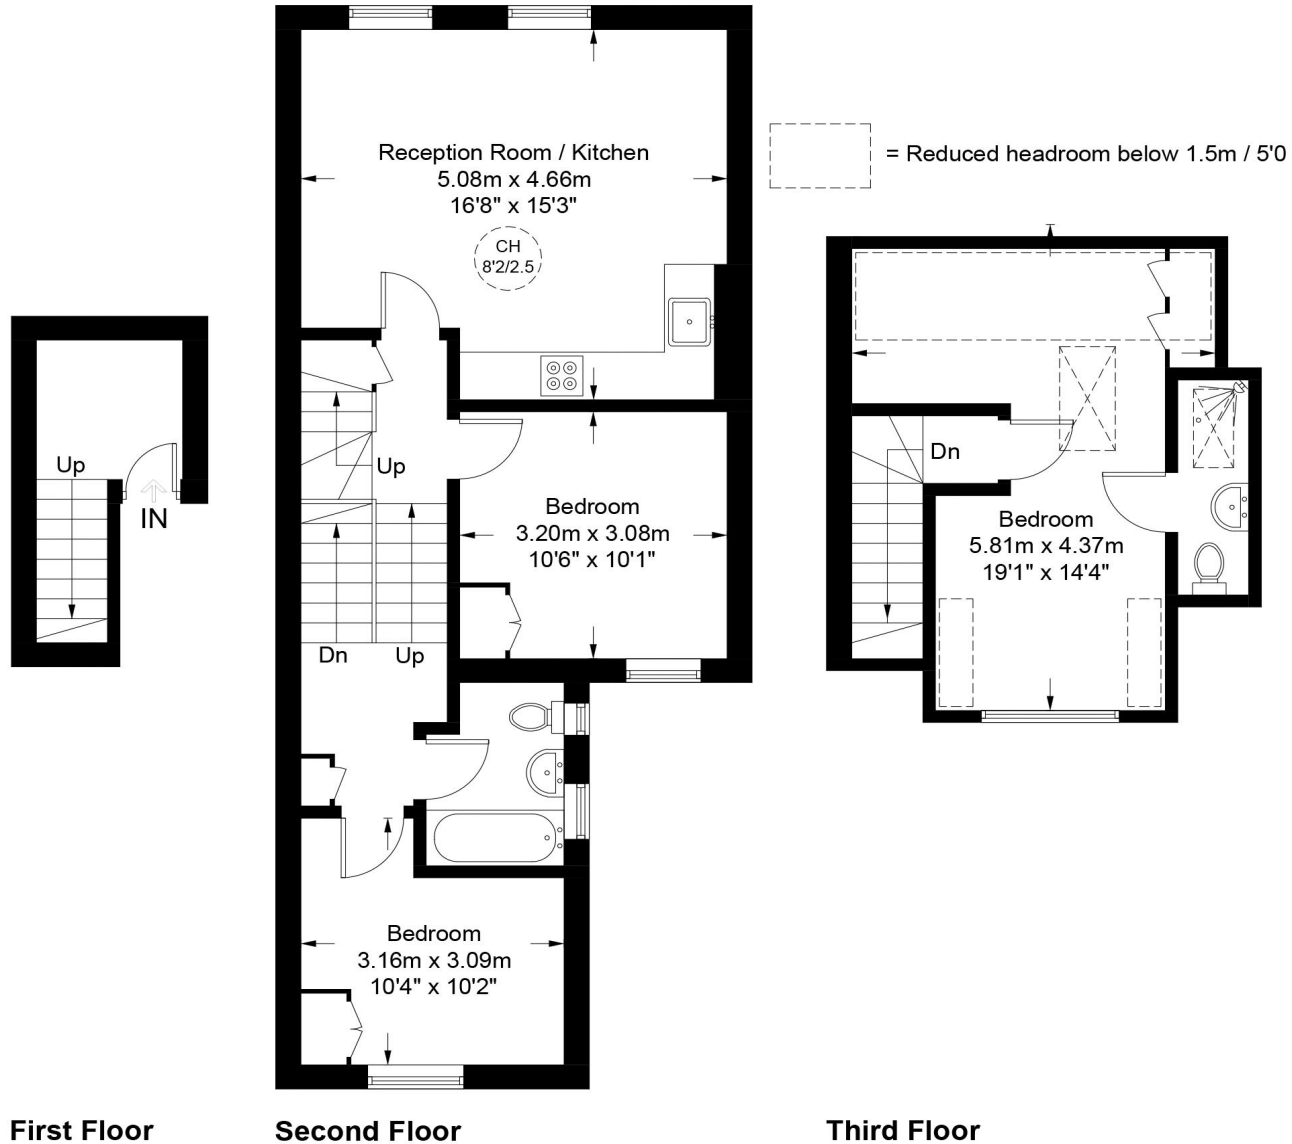 Reception Room / Kitchen
5.08m x 4.66m
16'8" x 15'3"
CH
8'2/2.5
= Reduced headroom below 1.5m / 5'0
Up
IN
Up
Dn
Up
Bedroom
3.20m x 3.08m
10'6" x 10'1"
Dn
Bedroom
5.81m x 4.37m
19'1" x 14'4"
Bedroom
3.16m x 3.09m
10'4" x 10'2"
First Floor
Second Floor
Third Floor